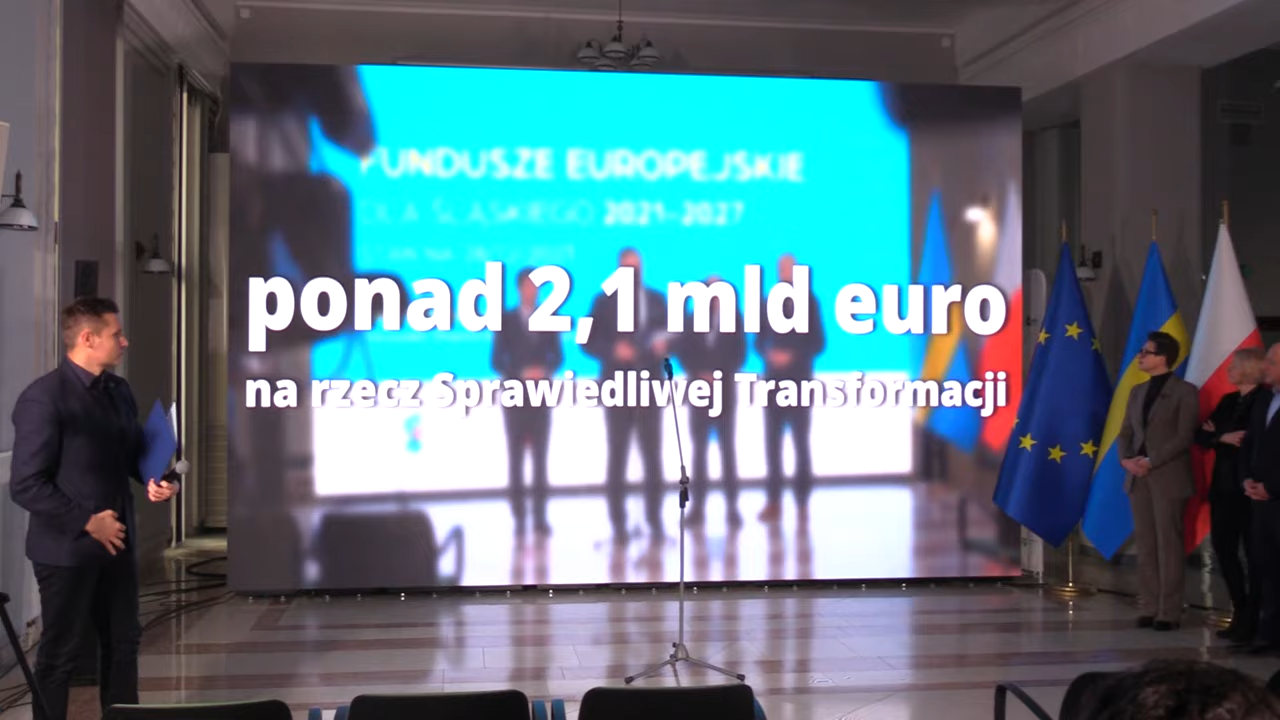 FUNDUSZE EUROPEJSKIE
DLA ŚLĄSKIEGO 2021-2027
ponad 2,1 mld euro
na rzecz Sprawiedliwej Transformacji